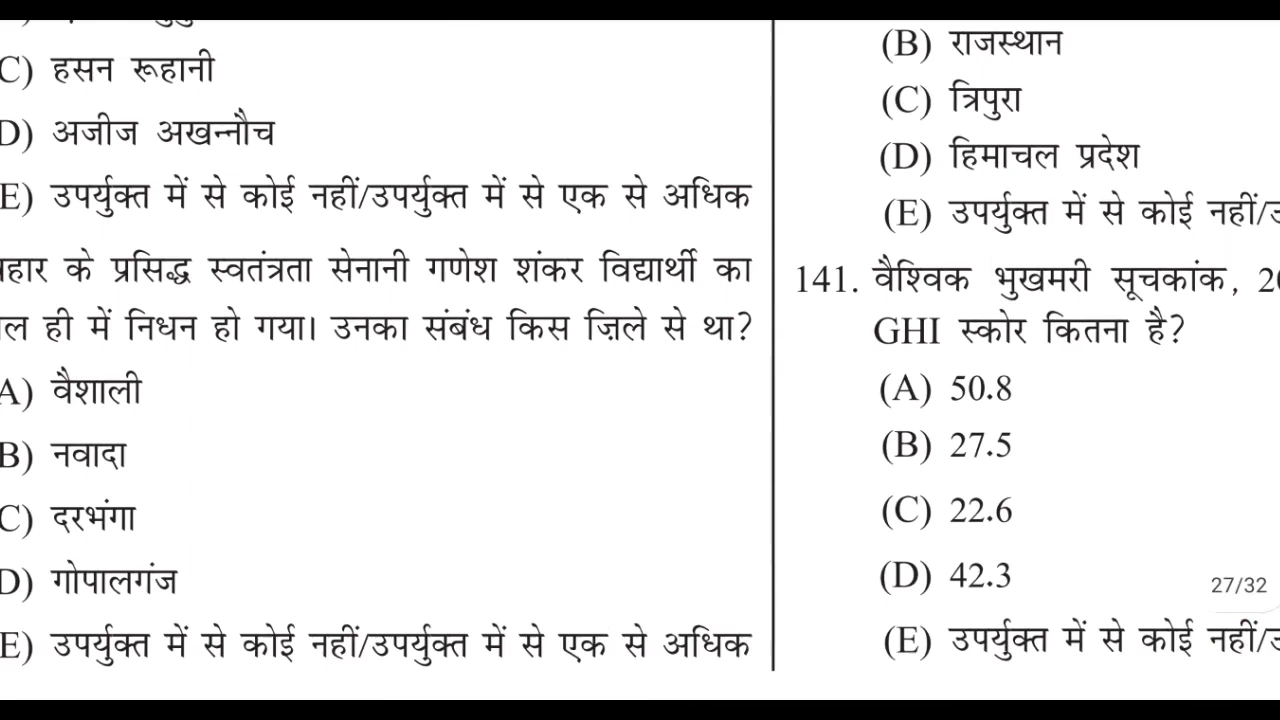 C) हसन रूहानी
D) अजीज अखन्नौच
E) उपर्युक्त में से कोई नहीं/उपर्युक्त में से एक से अधिक
के प्रसिद्ध स्वतंत्रता सेनानी गणेश शंकर विद्यार्थी का
ही में निधन हो गया। उनका संबंध किस ज़िले से था?
A) वैशाली
B) नवादा
C) दरभंगा
D) गोपालगंज
E) उपर्युक्त में से कोई नहीं/उपर्युक्त में से एक से अधिक
(B) राजस्थान
(C) त्रिपुरा
(D) हिमाचल प्रदेश
(E) उपर्युक्त में से कोई नहीं/
141. वैश्विक भुखमरी सूचकांक,
GHI स्कोर कितना है?
(A) 50.8
(B) 27.5
(C) 22.6
(D) 42.3
27/32
(E) उपर्युक्त में से कोई नहीं/